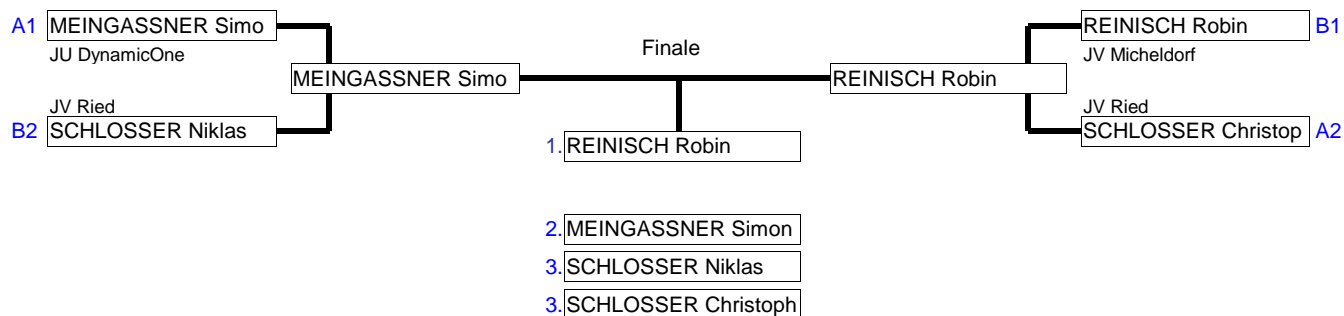 A1 MEINGASSNER Simo
JU DynamicOne
JV Ried
B2 SCHLOSSER Niklas
MEINGASSNER Simo
Finale
REINISCH Robin
REINISCH Robin B1
JV Micheldorf
JV Ried
SCHLOSSER Christop A2
1. REINISCH Robin
2. MEINGASSNER Simon
3. SCHLOSSER Niklas
3. SCHLOSSER Christoph